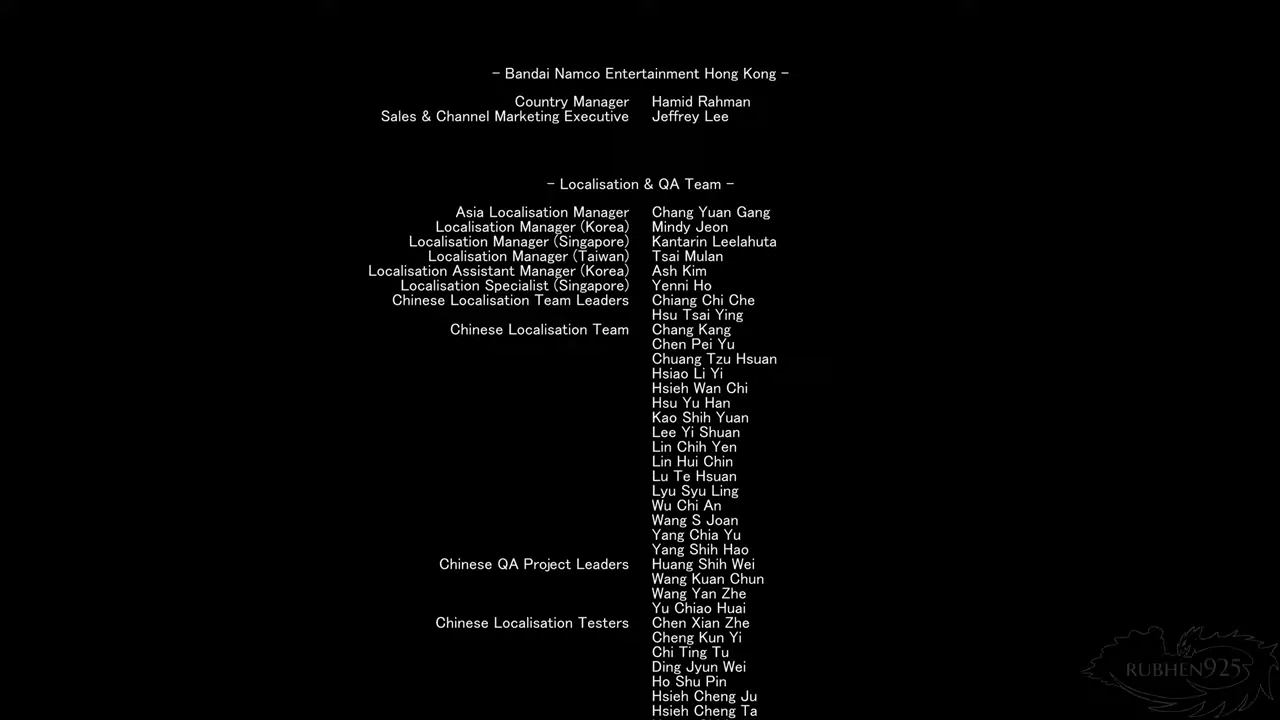 - Bandai Namco Entertainment Hong Kong -
Country Manager Hamid Rahman
Sales & Channel Marketing Executive Jeffrey Lee
- Localisation & QA Team -
Asia Localisation Manager Chang Yuan Gang
Localisation Manager (Korea) Mindy Jeon
Localisation Manager (Singapore) Kantarin Leelahuta
Localisation Manager (Taiwan) Tsai Mulan
Localisation Assistant Manager (Korea) Ash Kim
Localisation Specialist (Singapore) Yenni Ho
Chinese Localisation Team Leaders Chiang Chi Che
Hsu Tsai Ying
Chinese Localisation Team Chang Kang
Chen Pei Yu
Chuang Tzu Hsuan
Hsiao Li Yi
Hsieh Wan Chi
Hsu Yu Han
Kao Shih Yuan
Lee Yi Shuan
Lin Chih Yen
Lin Hui Chin
Lu Te Hsuan
Lyu Syu Ling
Wu Chi An
Wang S Joan
Yang Chia Yu
Yang Shih Hao
Chinese QA Project Leaders Huang Shih Wei
Wang Kuan Chun
Wang Yan Zhe
Yu Chiao Huai
Chinese Localisation Testers Chen Xian Zhe
Cheng Kun Yi
Chi Ting Tu
Ding Jyun Wei
Ho Shu Pin
Hsieh Cheng Ju
Hsieh Cheng Ta
RUBHEN925